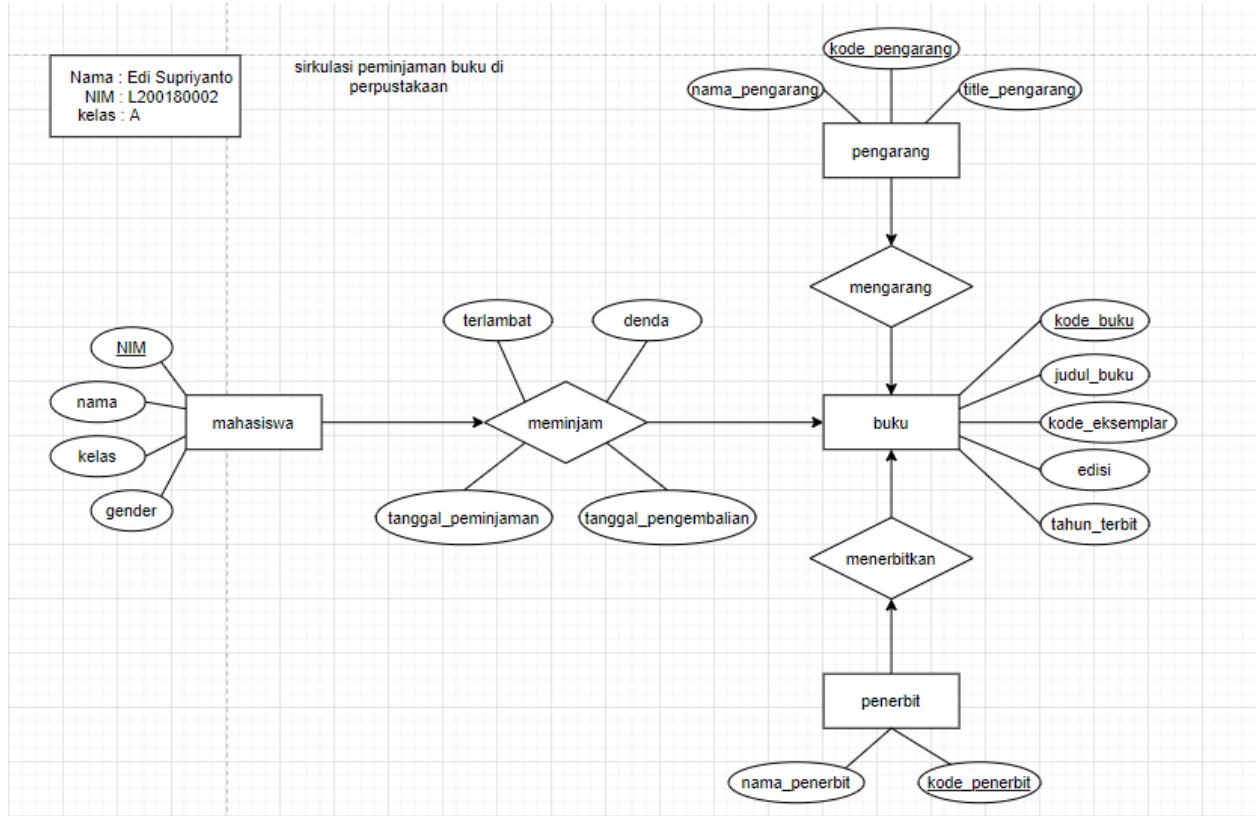 Nama : Edi Supriyanto
NIM : L200180002
kelas : A
sirkulasi peminjaman buku di
perpustakaan
kode_pengarang
nama_pengarang
title_pengarang
pengarang
mengarang
terlambat
denda
kode_buku
NIM
judul_buku
nama
mahasiswa
meminjam
buku
kode_eksemplar
kelas
edisi
gender
tanggal_peminjaman
tanggal_pengembalian
tahun_terbit
menerbitkan
penerbit
nama_penerbit
kode_penerbit